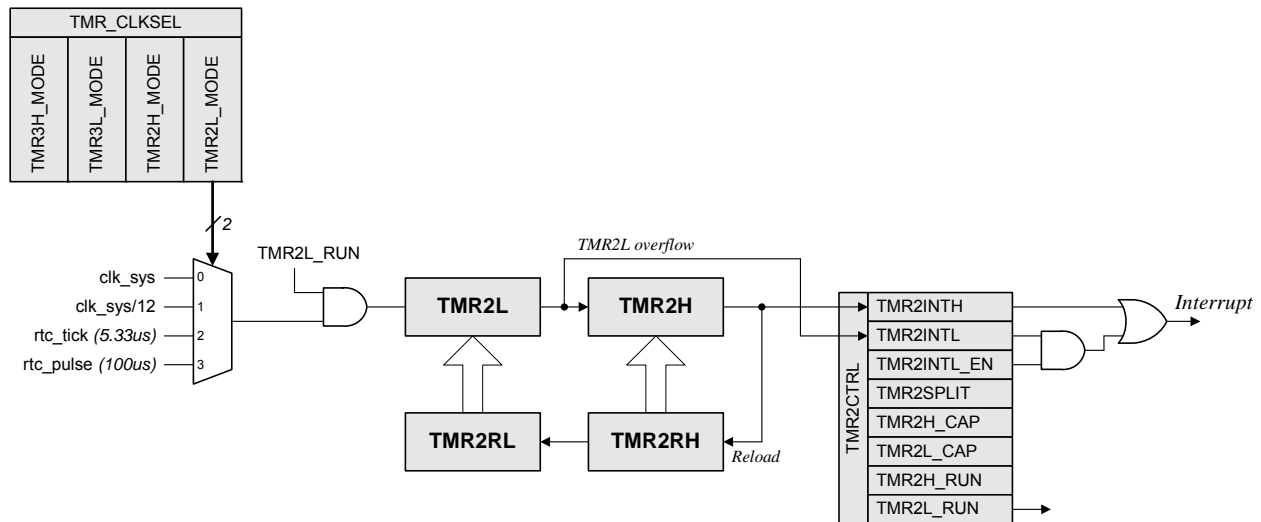 TMR_CLKSEL
TMR3H_MODE
TMR3L_MODE
TMR2H_MODE
TMR2L_MODE
2
TMR2L_RUN
TMR2L overflow
clk_sys
0
clk_sys/12
1
rtc_tick (5.33us)
2
rtc_pulse (100us)
3
TMR2L
TMR2H
TMR2RL
TMR2RH
Reload
TMR2CTRL
TMR2INTH
TMR2INTL
TMR2INTL_EN
TMR2SPLIT
TMR2H_CAP
TMR2L_CAP
TMR2H_RUN
TMR2L_RUN
Interrupt